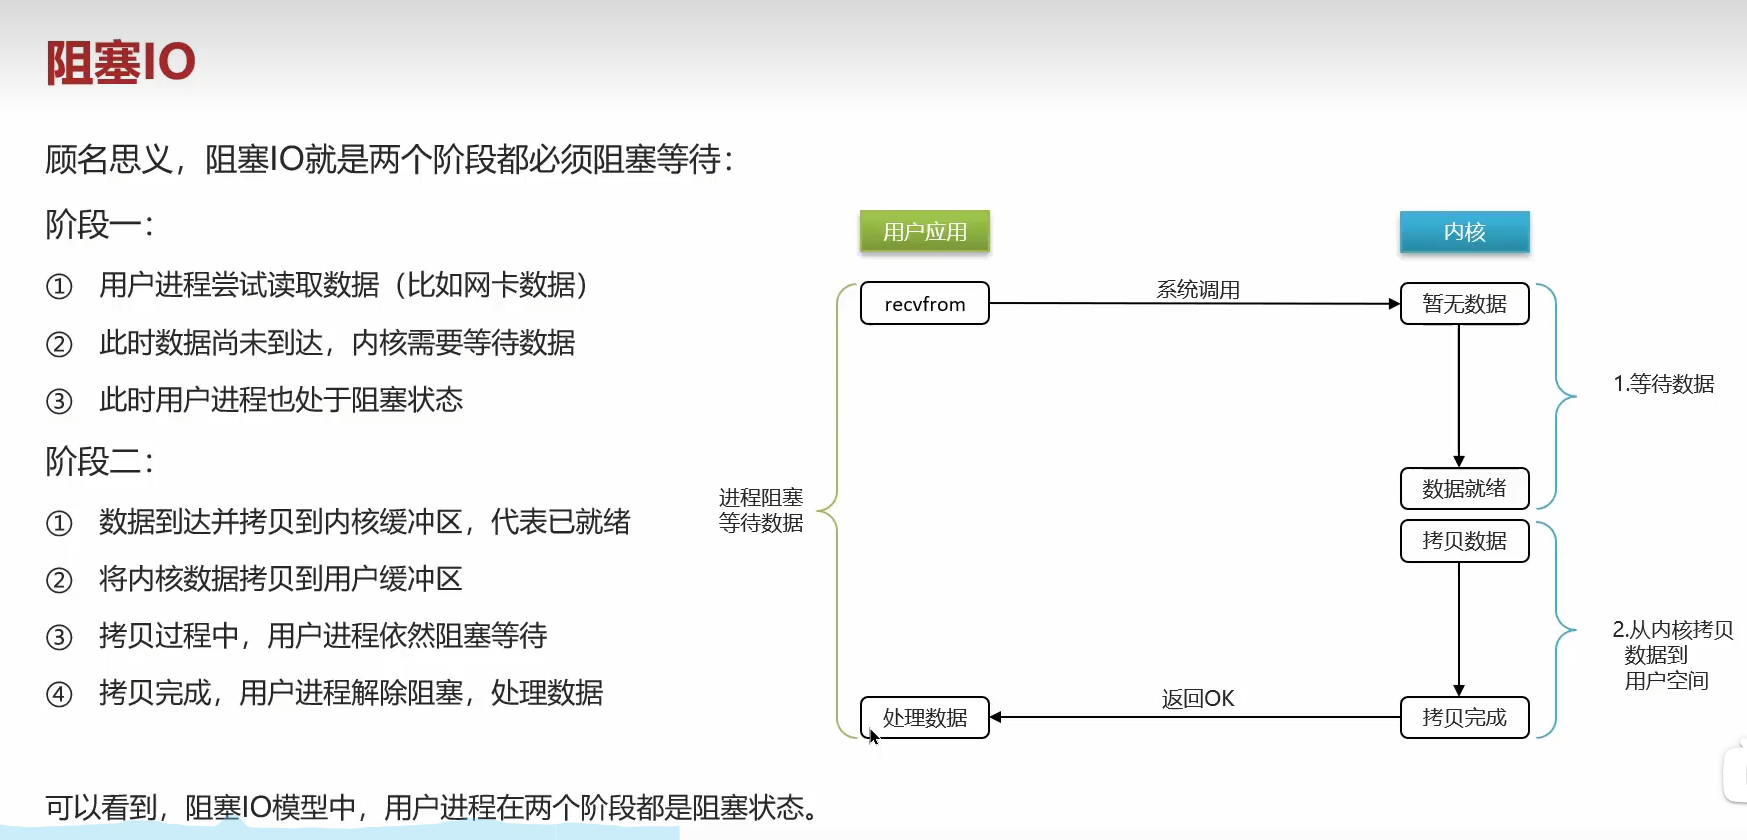 阻塞IO
顾名思义，阻塞IO就是两个阶段都必须阻塞等待：
阶段一：
① 用户进程尝试读取数据（比如网卡数据）
② 此时数据尚未到达，内核需要等待数据
③ 此时用户进程也处于阻塞状态
阶段二：
① 数据到达并拷贝到内核缓冲区，代表已就绪
② 将内核数据拷贝到用户缓冲区
③ 拷贝过程中，用户进程依然阻塞等待
④ 拷贝完成，用户进程解除阻塞，处理数据
可以看到，阻塞IO模型中，用户进程在两个阶段都是阻塞状态。
用户应用
内核
recvfrom
系统调用
暂无数据
1.等待数据
数据就绪
进程阻塞
等待数据
拷贝数据
2.从内核拷贝
数据到
用户空间
处理数据
返回OK
拷贝完成